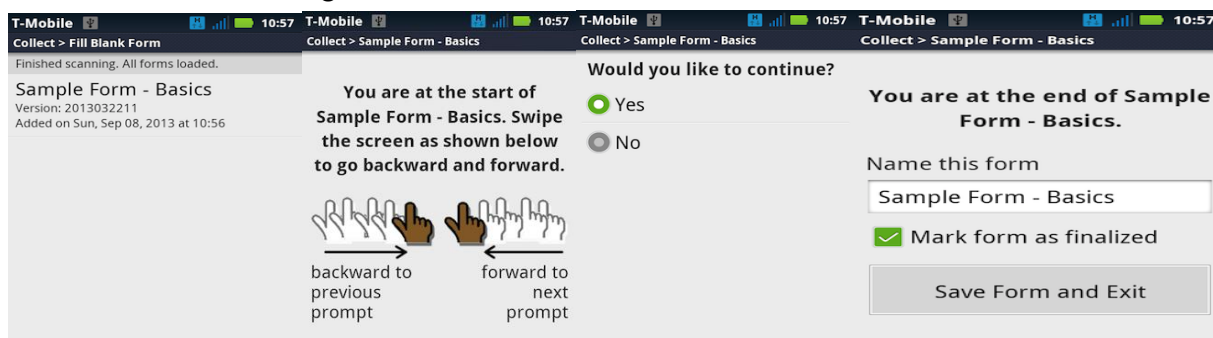 T-Mobile 10:57
Collect > Fill Blank Form
Finished scanning. All forms loaded.
Sample Form - Basics
Version: 2013032211
Added on Sun, Sep 08, 2013 at 10:56
T-Mobile 10:57
Collect > Sample Form - Basics
You are at the start of
Sample Form - Basics. Swipe
the screen as shown below
to go backward and forward.
backward to
previous
prompt
forward to
next
prompt
T-Mobile 10:57
Collect > Sample Form - Basics
Would you like to continue?
Yes
No
T-Mobile 10:57
Collect > Sample Form - Basics
You are at the end of Sample
Form - Basics.
Name this form
Sample Form - Basics
Mark form as finalized
Save Form and Exit